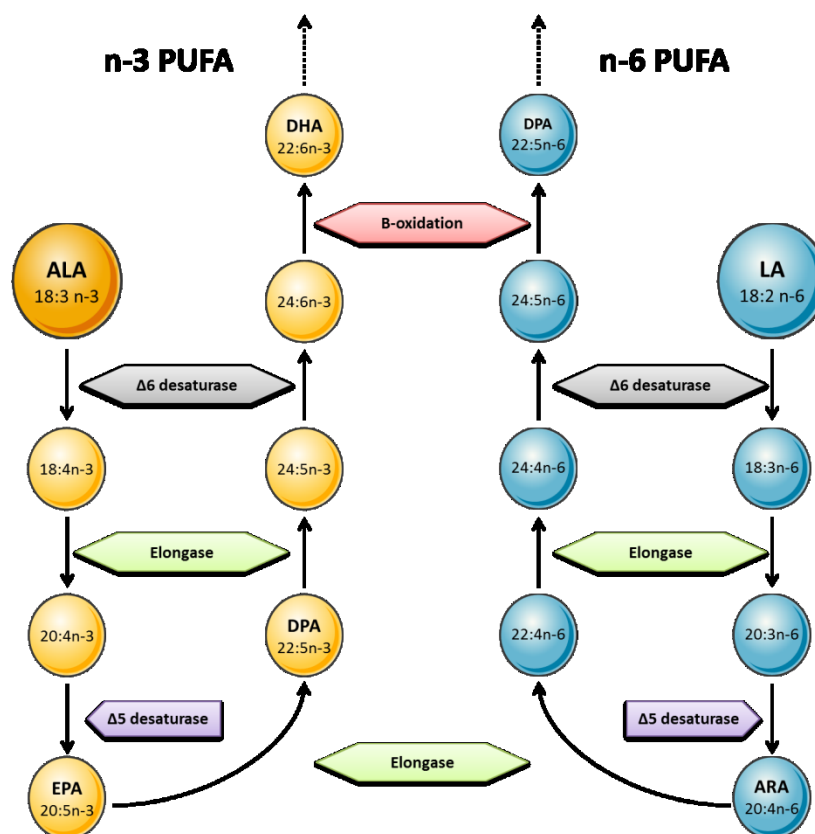 n-3 PUFA
n-6 PUFA
DHA
22:6n-3
DPA
22:5n-6
B-oxidation
ALA
18:3 n-3
24:6n-3
24:5n-6
LA
18:2 n-6
Δ6 desaturase
Δ6 desaturase
18:4n-3
24:5n-3
24:4n-6
18:3n-6
Elongase
Elongase
20:4n-3
DPA
22:5n-3
22:4n-6
20:3n-6
Δ5 desaturase
Δ5 desaturase
Elongase
EPA
20:5n-3
ARA
20:4n-6